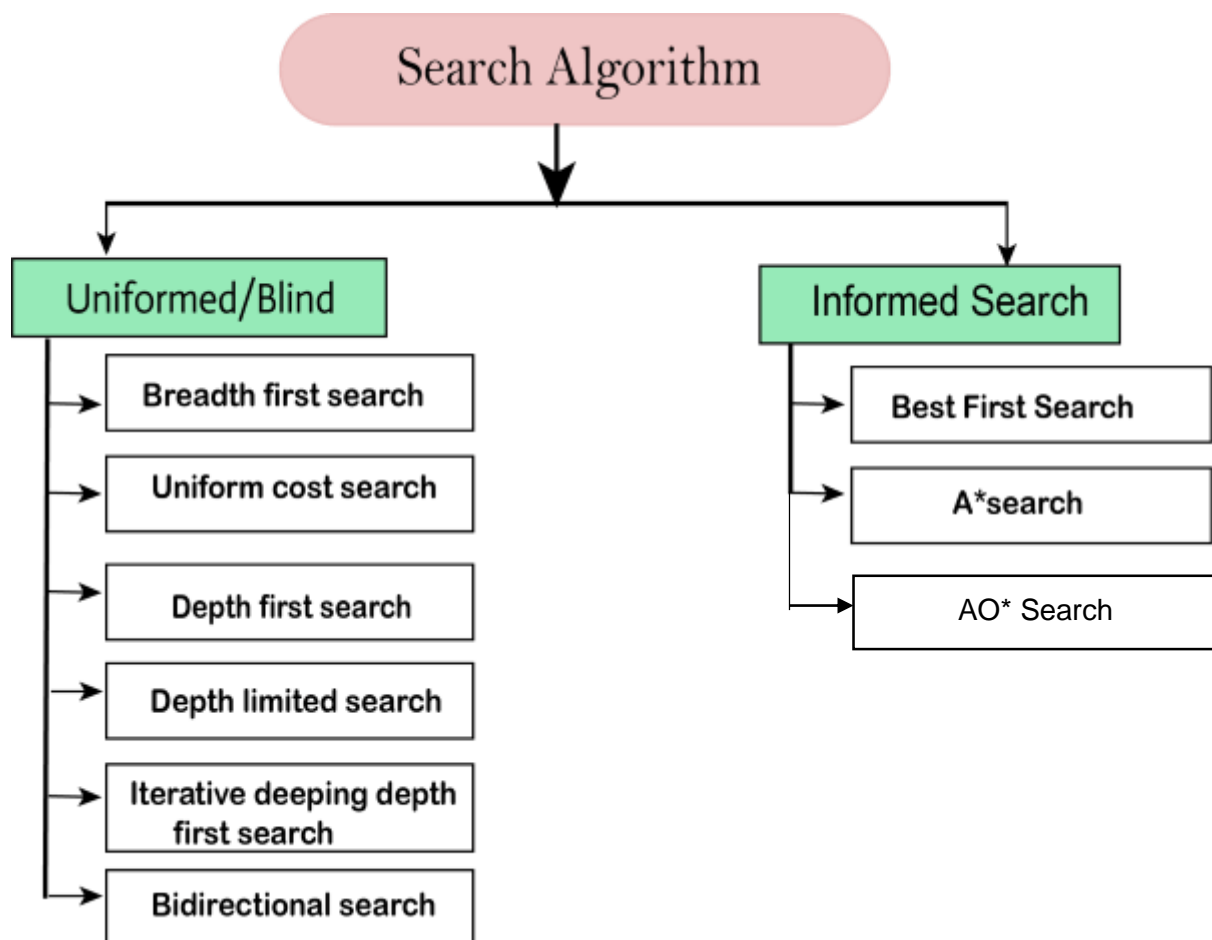 Search Algorithm
Uniformed/Blind
Breadth first search
Uniform cost search
Depth first search
Depth limited search
Iterative deeping depth
first search
Bidirectional search
Informed Search
Best First Search
A*search
AO* Search